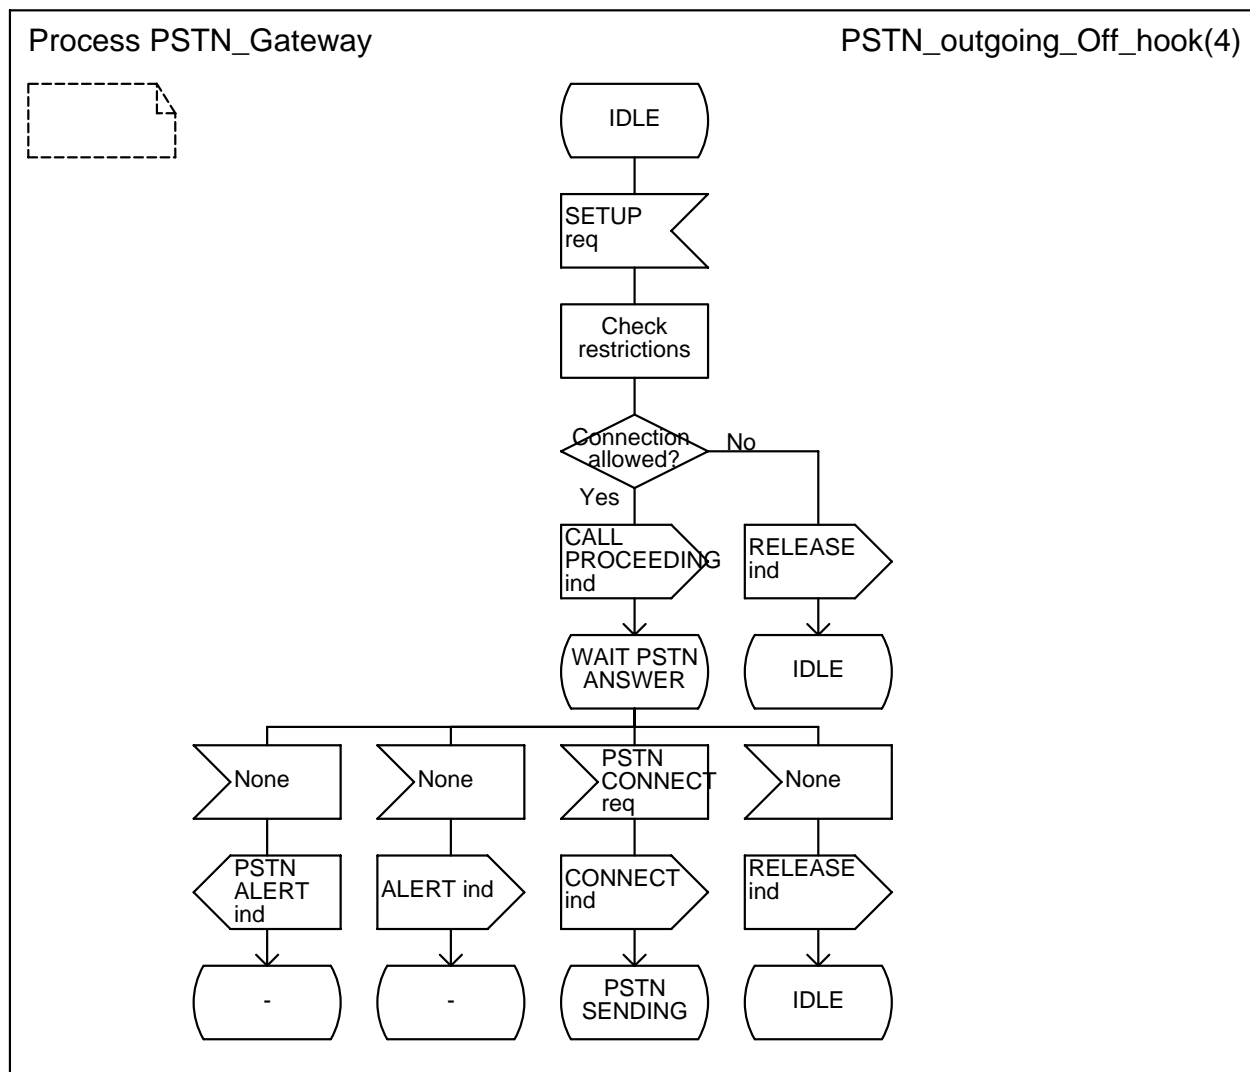 Process PSTN_Gateway
PSTN_outgoing_Off_hook(4)
IDLE
SETUP
req
Check
restrictions
Connection
allowed?
No
Yes
CALL
PROCEEDING
ind
RELEASE
ind
WAIT PSTN
ANSWER
IDLE
None
None
PSTN
CONNECT
req
None
PSTN
ALERT
ind
ALERT ind
CONNECT
ind
RELEASE
ind
-
-
PSTN
SENDING
IDLE